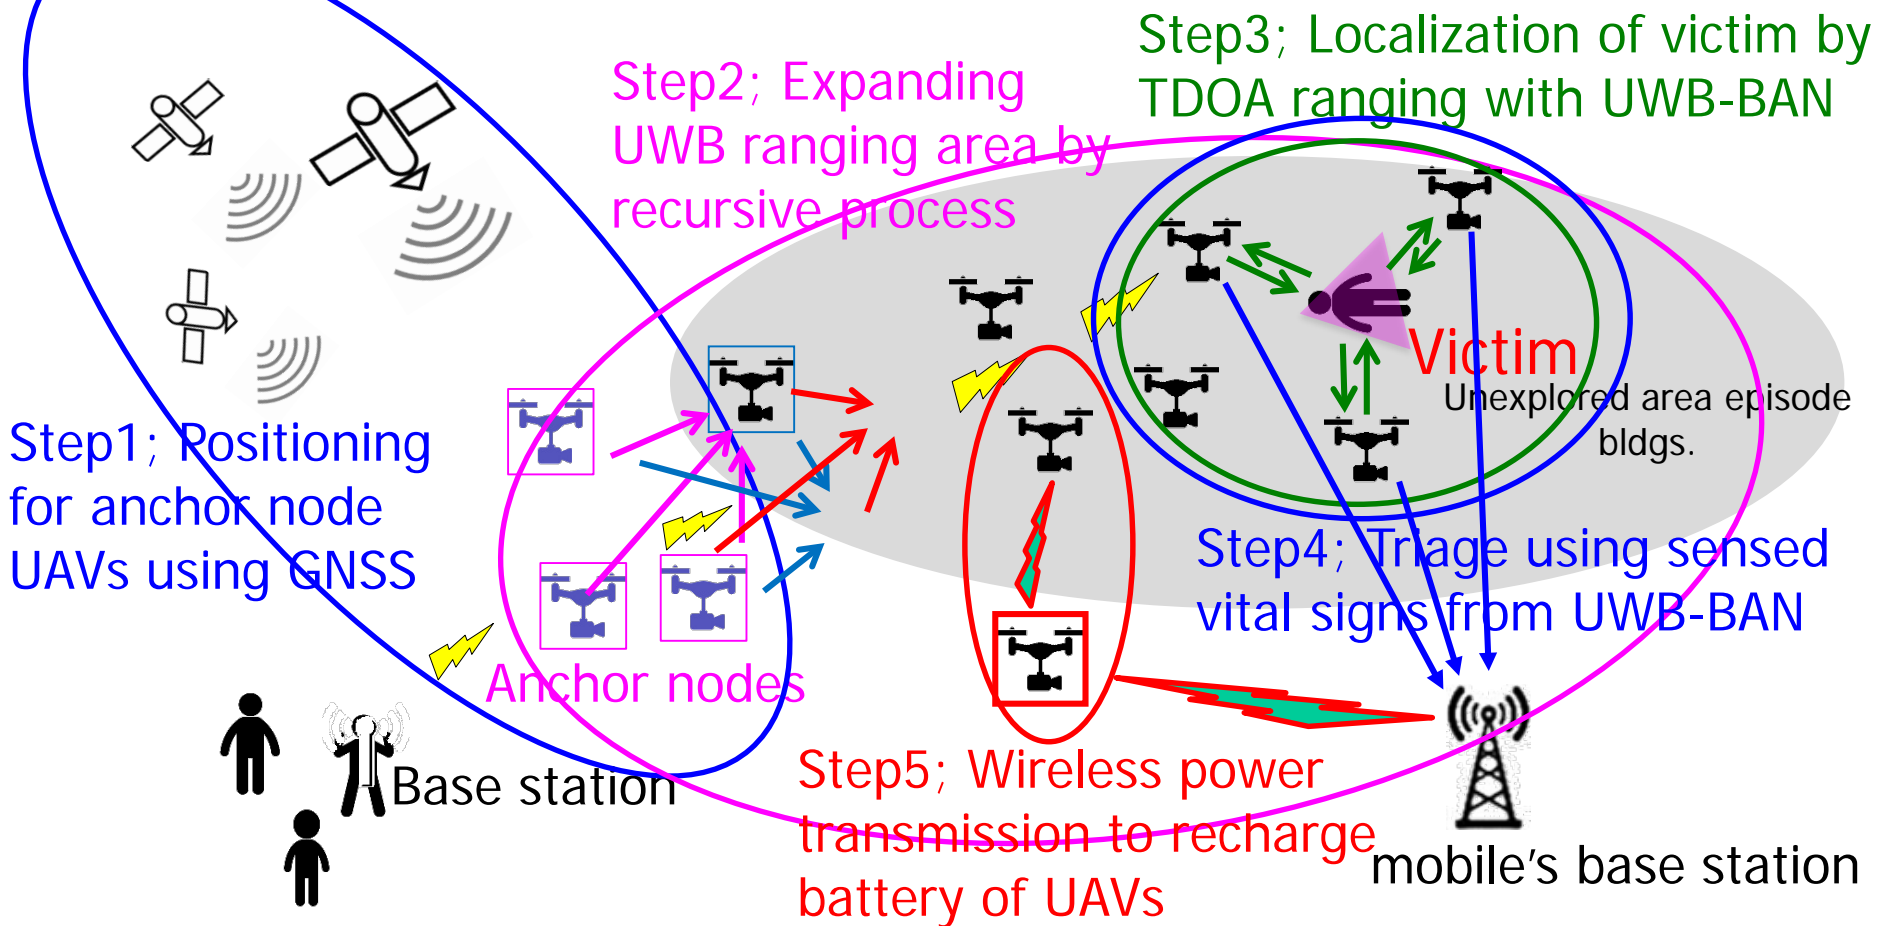 Step3; Localization of victim by
TDOA ranging with UWB-BAN
Step2; Expanding
UWB ranging area by
recursive process
Victim
Unexplored area episode
bldgs.
Step1; Positioning
for anchor node
UAVs using GNSS
Step4; Triage using sensed
vital signs from UWB-BAN
Anchor nodes
Base station
Step5; Wireless power
transmission to recharge
battery of UAVs
mobile's base station